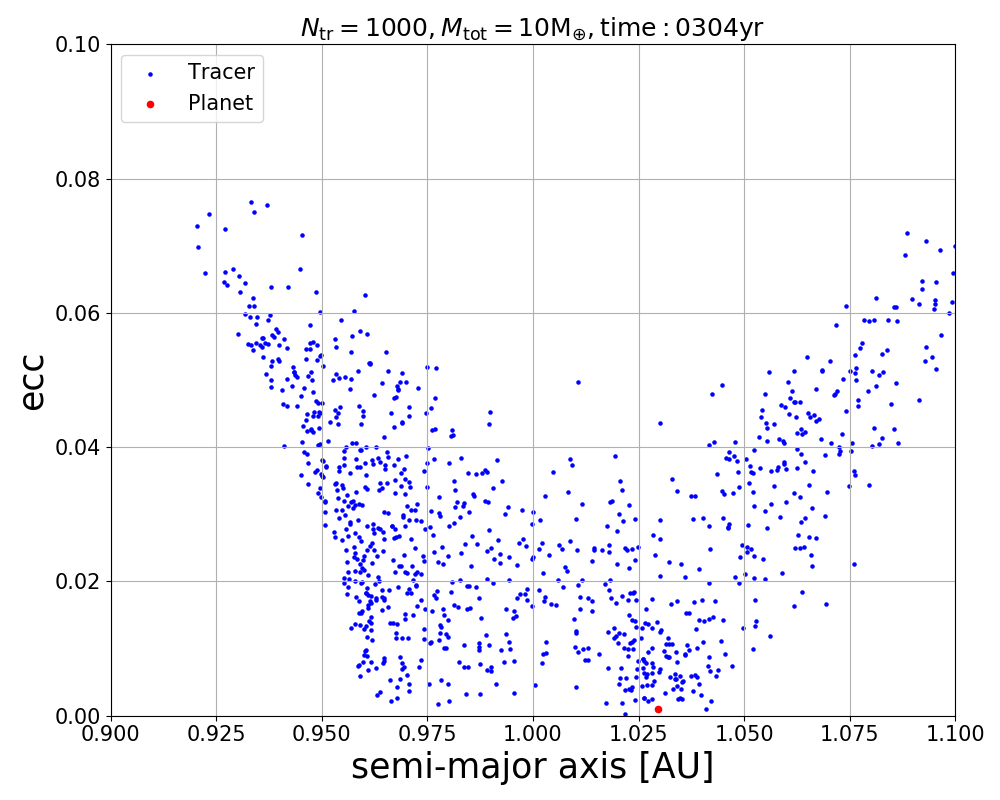 N_tr = 1000, M_tot = 10M_⊕, time : 0304yr
Tracer
Planet
0.10
0.08
0.06
0.04
0.02
0.00
ecc
0.900 0.925 0.950 0.975 1.000 1.025 1.050 1.075 1.100
semi-major axis [AU]